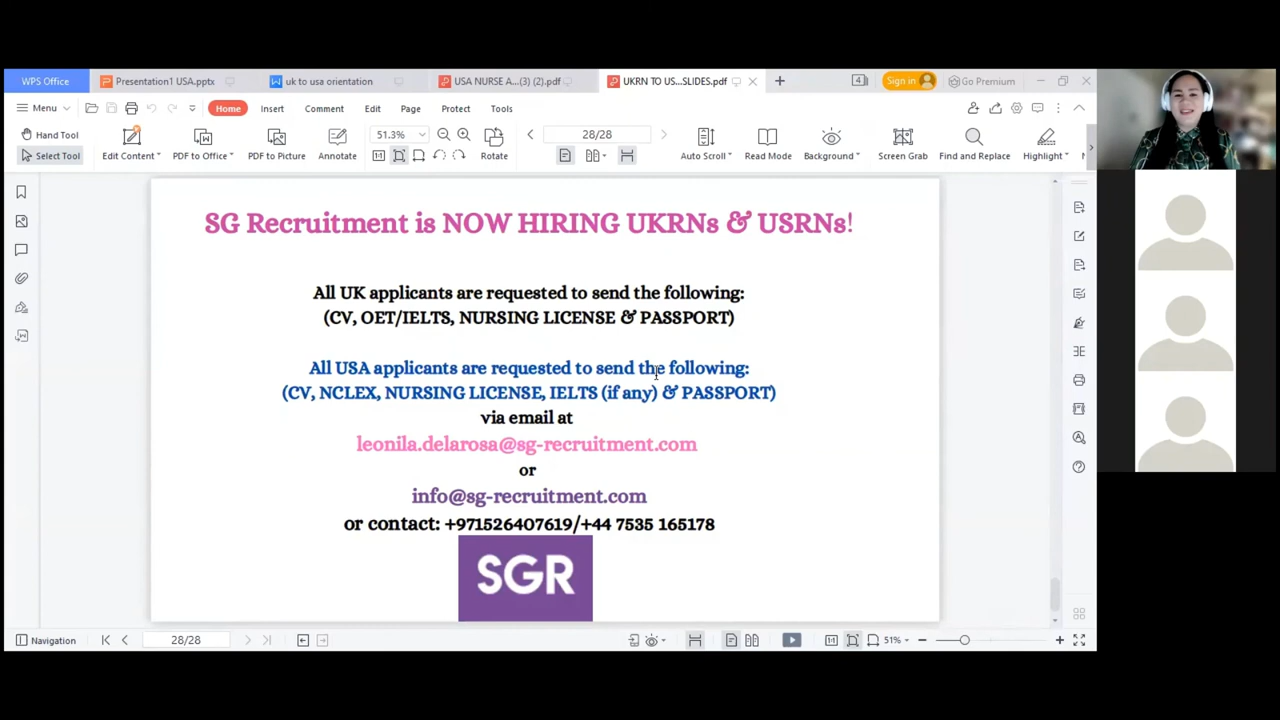 WPS Office
Presentation1 USA.pptx
uk to usa orientation
USA NURSE A...(3) (2).pdf
UKRN TO US...SLIDES.pdf
4
Sign in
Go Premium
Menu
Home
Insert
Comment
Edit
Page
Protect
Tools
Hand Tool
Select Tool
Edit Content
PDF to Office
PDF to Picture
Annotate
51.3%
Rotate
28/28
Auto Scroll
Read Mode
Background
Screen Grab
Find and Replace
Highlight
SG Recruitment is NOW HIRING UKRNs & USRNs!
All UK applicants are requested to send the following:
(CV, OET/IELTS, NURSING LICENSE & PASSPORT)
All USA applicants are requested to send the following:
(CV, NCLEX, NURSING LICENSE, IELTS (if any) & PASSPORT)
via email at
leonila.delarosa@sg-recruitment.com
or
info@sg-recruitment.com
or contact: +971526407619/+44 7535 165178
SGR
Navigation
28/28
51%